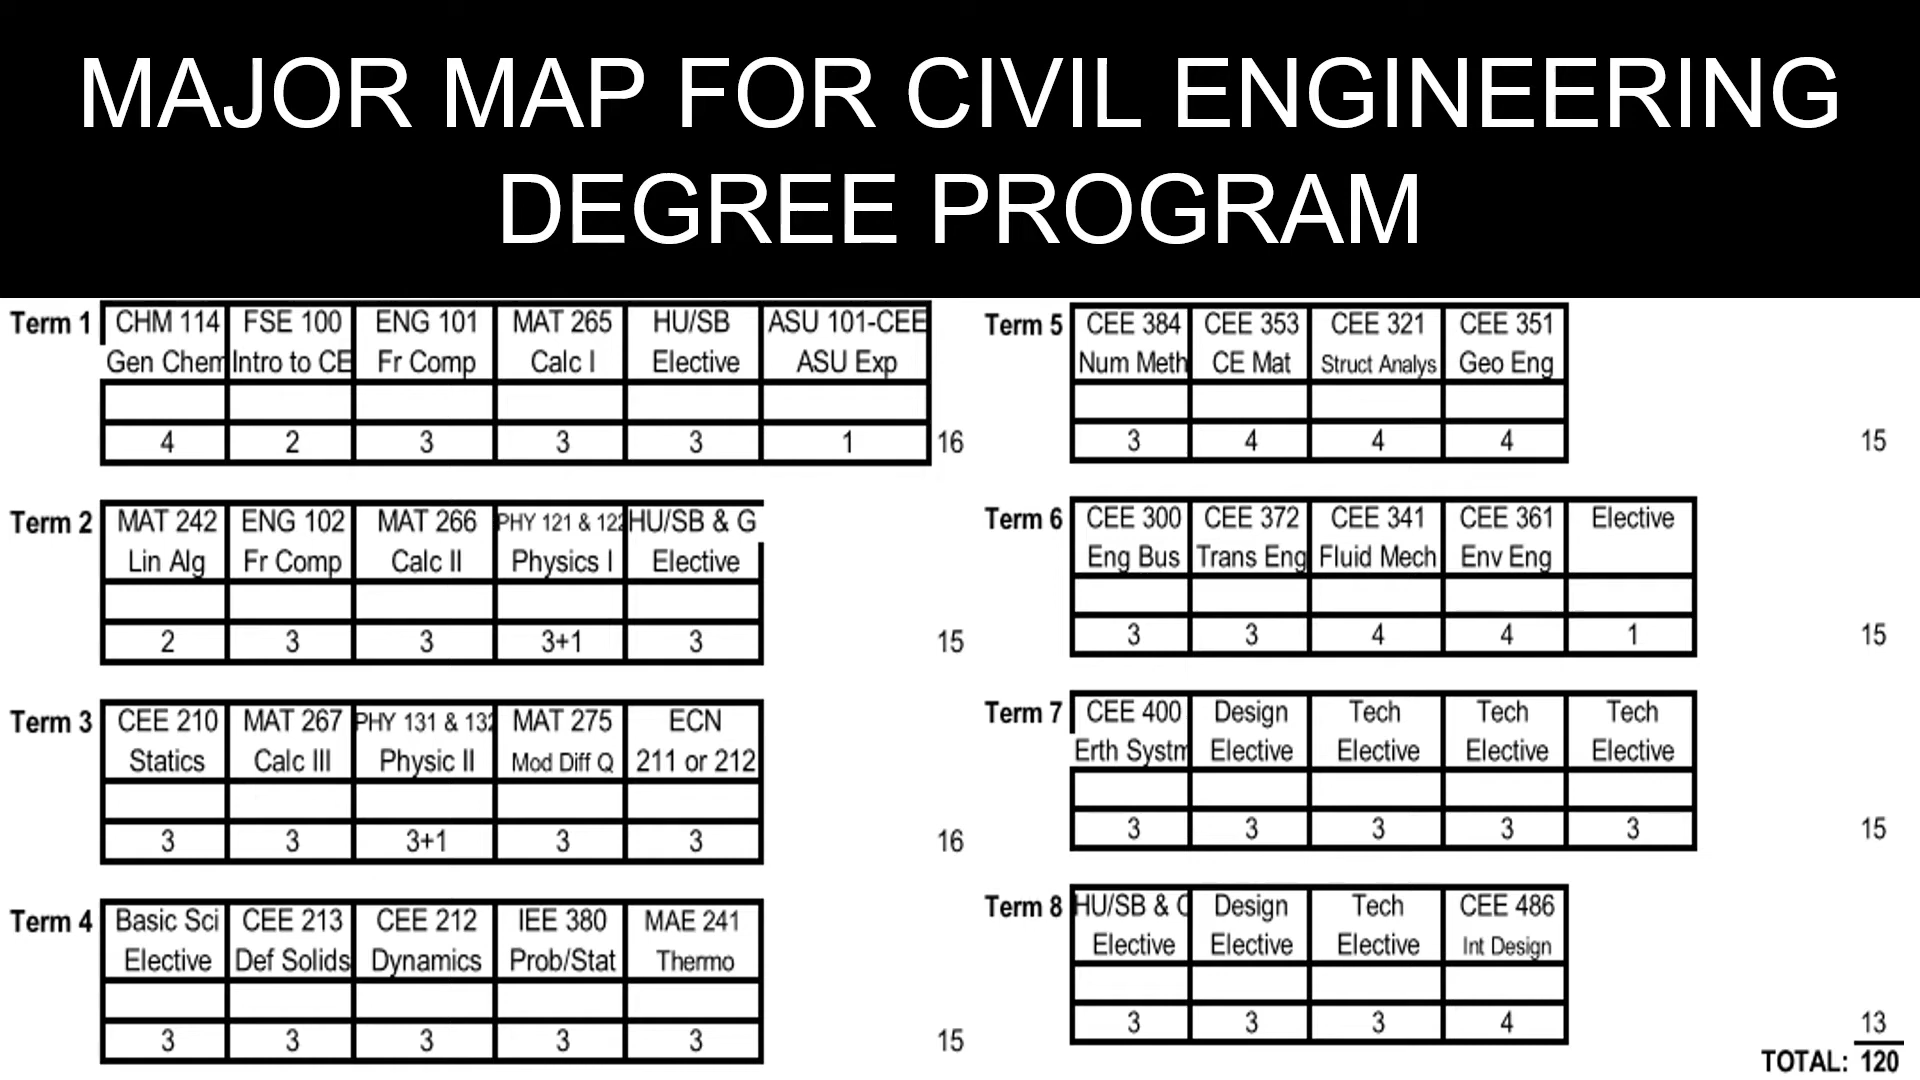 MAJOR MAP FOR CIVIL ENGINEERING
DEGREE PROGRAM
Term 1
CHM 114 FSE 100 ENG 101 MAT 265 HU/SB ASU 101-CEE
Gen Chem Intro to CE Fr Comp Calc I Elective ASU Exp
4 2 3 3 3 1 16
Term 2
MAT 242 ENG 102 MAT 266 PHY 121 & 122 HU/SB & G
Lin Alg Fr Comp Calc II Physics I Elective
2 3 3 3+1 3 15
Term 3
CEE 210 MAT 267 PHY 131 & 132 MAT 275 ECN
Statics Calc III Physic II Mod Diff Q 211 or 212
3 3 3+1 3 3 16
Term 4
Basic Sci CEE 213 CEE 212 IEE 380 MAE 241
Elective Def Solids Dynamics Prob/Stat Thermo
3 3 3 3 3 15
Term 5
CEE 384 CEE 353 CEE 321 CEE 351
Num Meth CE Mat Struct Analys Geo Eng
3 4 4 4 15
Term 6
CEE 300 CEE 372 CEE 341 CEE 361 Elective
Eng Bus Trans Eng Fluid Mech Env Eng
3 3 4 4 1 15
Term 7
CEE 400 Design Tech Tech Tech
Erth Systm Elective Elective Elective Elective
3 3 3 3 3 15
Term 8
HU/SB & C Design Tech CEE 486
Elective Elective Elective Int Design
3 3 3 4 13
TOTAL: 120